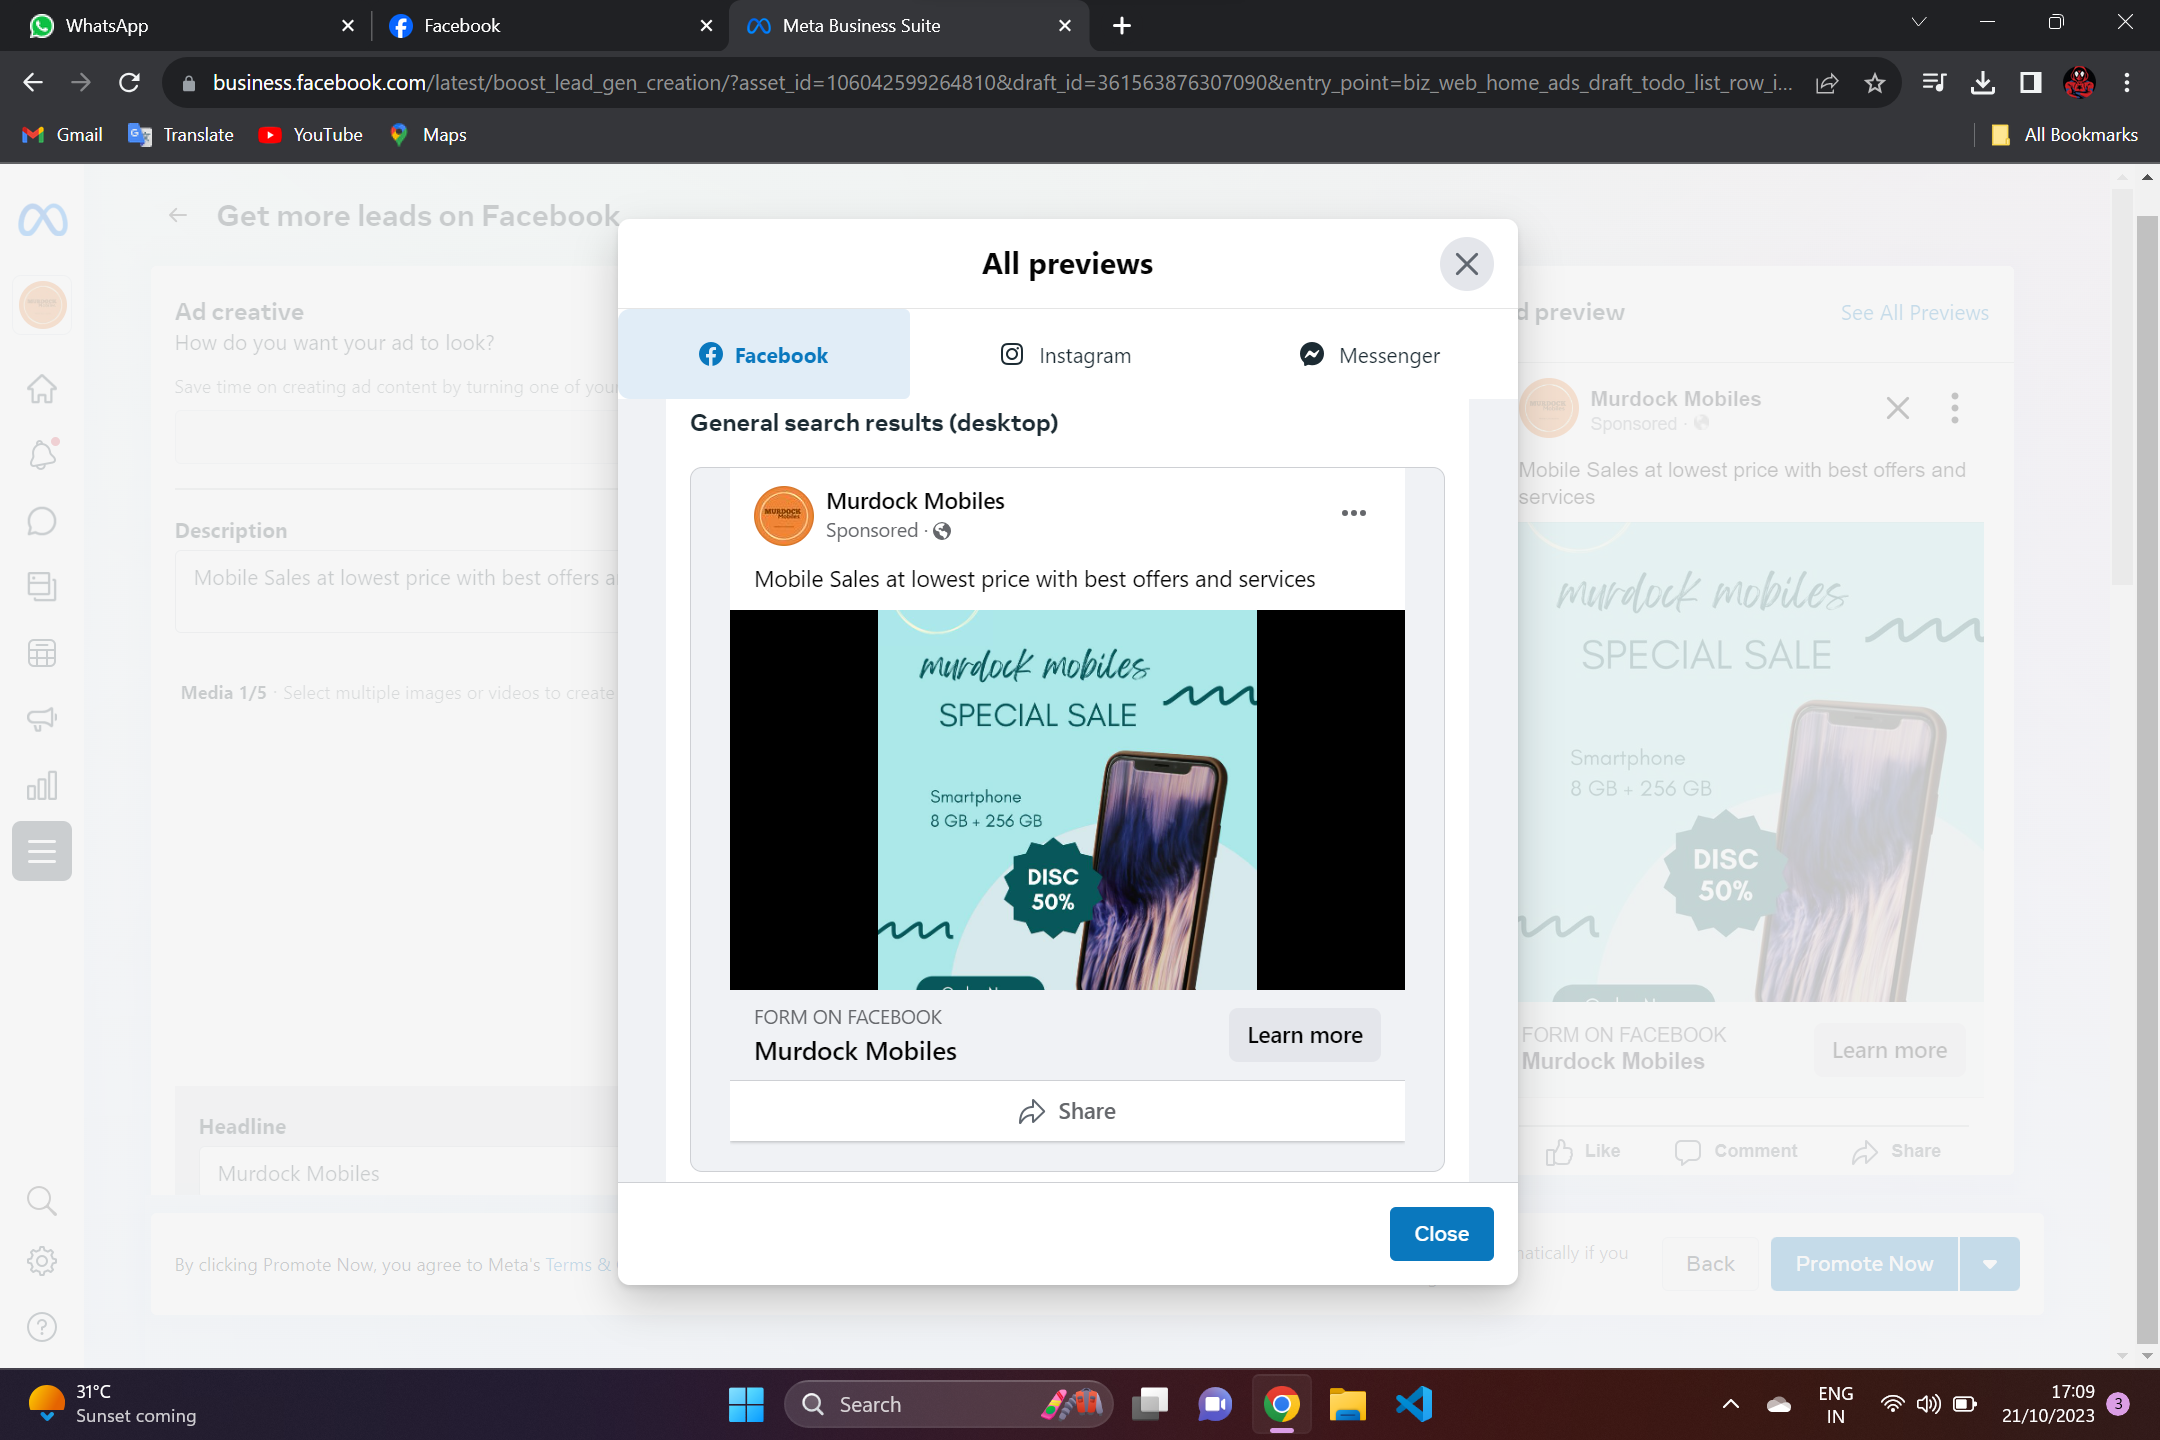 WhatsApp
Facebook
Meta Business Suite
business.facebook.com/latest/boost_lead_gen_creation/?asset_id=106042599264810&draft_id=361563876307090&entry_point=biz_web_home_ads_draft_todo_list_row_i...
Gmail
Translate
YouTube
Maps
All Bookmarks
Get more leads on Facebook
Ad creative
How do you want your ad to look?
Save time on creating ad content by turning one of your
Description
Mobile Sales at lowest price with best offers a
Media 1/5 · Select multiple images or videos to create
Headline
Murdock Mobiles
By clicking Promote Now, you agree to Meta's Terms &
All previews
Facebook
Instagram
Messenger
General search results (desktop)
MURDOCK
Mobiles
Murdock Mobiles
Sponsored ·
Mobile Sales at lowest price with best offers and services
murdock mobiles
SPECIAL SALE
Smartphone
8 GB + 256 GB
DISC
50%
FORM ON FACEBOOK
Murdock Mobiles
Learn more
Share
Close
d preview
See All Previews
Murdock Mobiles
Sponsored ·
Mobile Sales at lowest price with best offers and
services
murdock mobiles
SPECIAL SALE
Smartphone
8 GB + 256 GB
DISC
50%
FORM ON FACEBOOK
Murdock Mobiles
Learn more
Like
Comment
Share
matically if you
Back
Promote Now
31°C
Sunset coming
Search
ENG
IN
17:09
21/10/2023
3